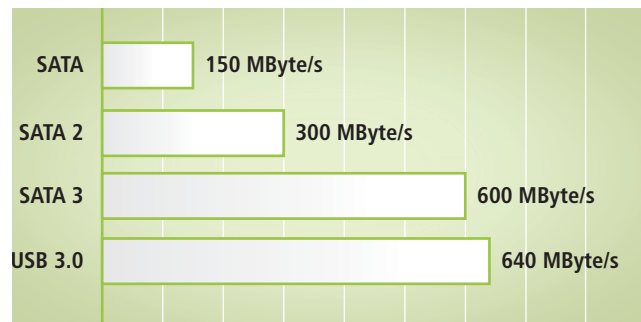 SATA 150 MByte/s
SATA 2 300 MByte/s
SATA 3 600 MByte/s
USB 3.0 640 MByte/s